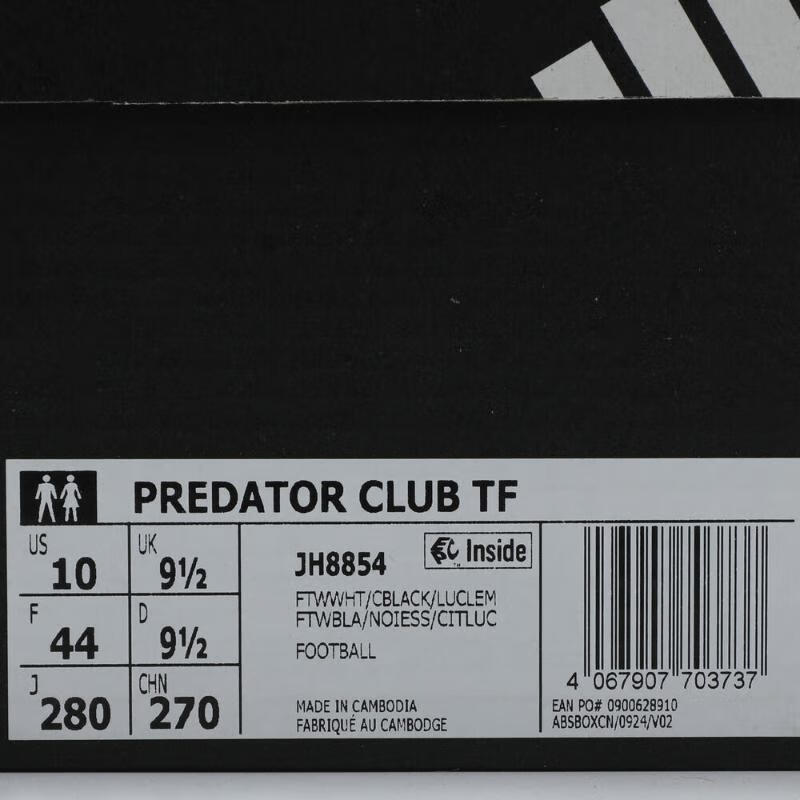 PREDATOR CLUB TF
US
10
UK
9½
F
44
D
9½
J
280
CHN
270
JH8854
Inside
FTWWHT/CBLACK/LUCLEM
FTWBLA/NOIESS/CITLUC
FOOTBALL
MADE IN CAMBODIA
FABRIQUÉ AU CAMBODGE
4 067907 703737
EAN PO# 0900628910
ABSBOXCN/0924/V02